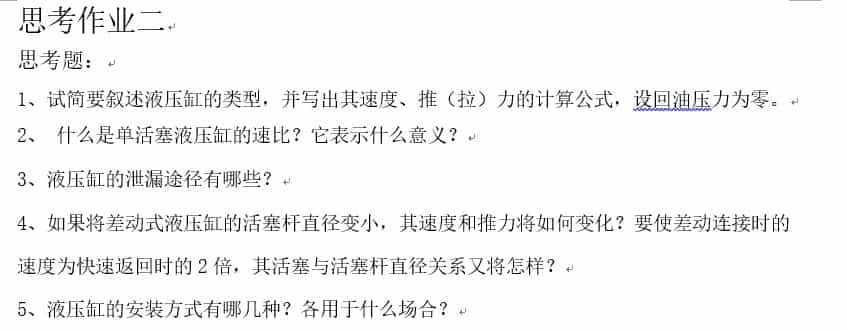 思考作业二
思考题：
1、试简要叙述液压缸的类型，并写出其速度、推（拉）力的计算公式，设回油压力为零。
2、 什么是单活塞液压缸的速比？它表示什么意义？
3、液压缸的泄漏途径有哪些？
4、如果将差动式液压缸的活塞杆直径变小，其速度和推力将如何变化？要使差动连接时的
速度为快速返回时的 2 倍，其活塞与活塞杆直径关系又将怎样？
5、液压缸的安装方式有哪几种？各用于什么场合？